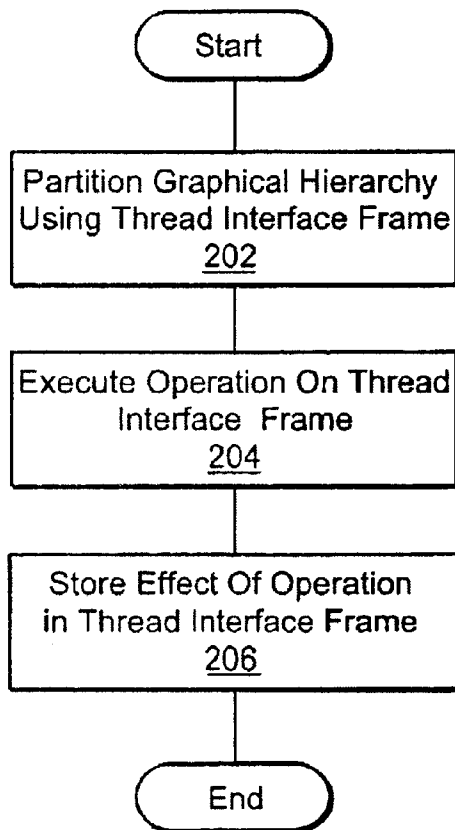 Start
Partition Graphical Hierarchy
Using Thread Interface Frame
202
Execute Operation On Thread
Interface Frame
204
Store Effect Of Operation
in Thread Interface Frame
206
End